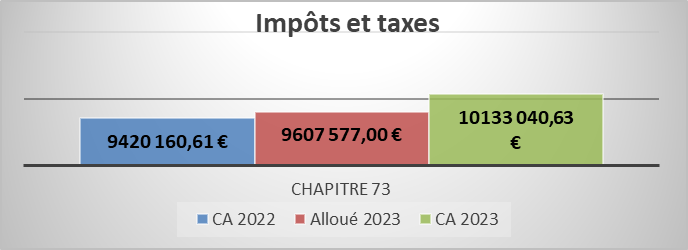 Impôts et taxes
9420 160,61 €
9607 577,00 €
10133 040,63
€
CHAPITRE 73
CA 2022
Alloué 2023
CA 2023